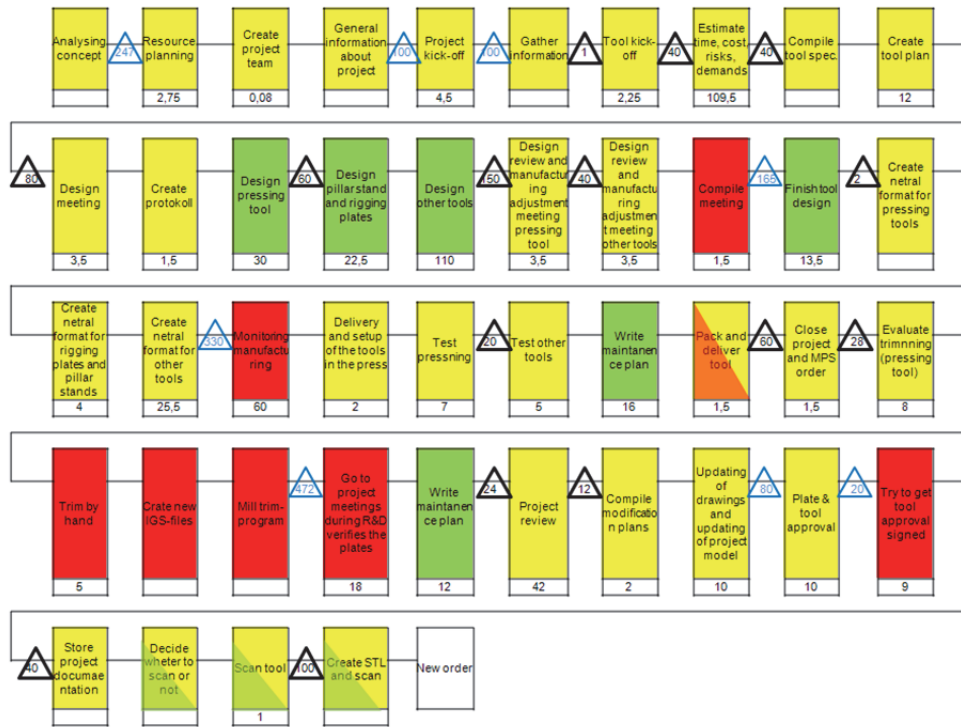 Analysing
concept
247
Resource
planning
2,75
Create
project
team
0,08
General
information
about
project
100
Project
kick-off
4,5
100
Gather
information
1
Tool kick-
off
2,25
40
Estimate
time, cost,
risks,
demands
109,5
40
Compile
tool spec.
Create
tool plan
12
80
Design
meeting
3,5
Create
protokoll
1,5
Design
pressing
tool
30
60
Design
pillar stand
and rigging
plates
22,5
Design
other tools
110
150
Design
review and
manufacturi
ng
adjustment
meeting
pressing
tool
3,5
40
Design
review and
manufactu
ring
adjustmen
t meeting
other tools
3,5
Compile
meeting
1,5
165
Finish tool
design
13,5
2
Create
netral
format for
pressing
tools
Create
netral
format for
rigging
plates and
pillar
stands
4
Create
netral
format for
other
tools
25,5
330
Monitoring
manufactu
ring
60
Delivery
and setup
of the tools
in the press
2
Test
pressning
7
20
Test other
tools
5
Write
maintan
ence plan
16
Pack and
deliver
tool
1,5
60
Close
project
and MPS
order
1,5
28
Evaluate
trimnning
(pressing
tool)
8
Trim by
hand
5
Crate new
IGS-files
Mill trim-
program
472
Go to
project
meetings
during R&D
verifies the
plates
18
Write
maintan
ence plan
12
24
Project
review
42
12
Compile
modification
plans
2
Updating
of
drawings
and
updating
of project
model
10
80
Plate &
tool
approval
10
20
Try to get
tool
approval
signed
9
40
Store
project
documae
ntation
Decide
wheter to
scan or
not
Scan tool
1
100
Create STL
and scan
New order